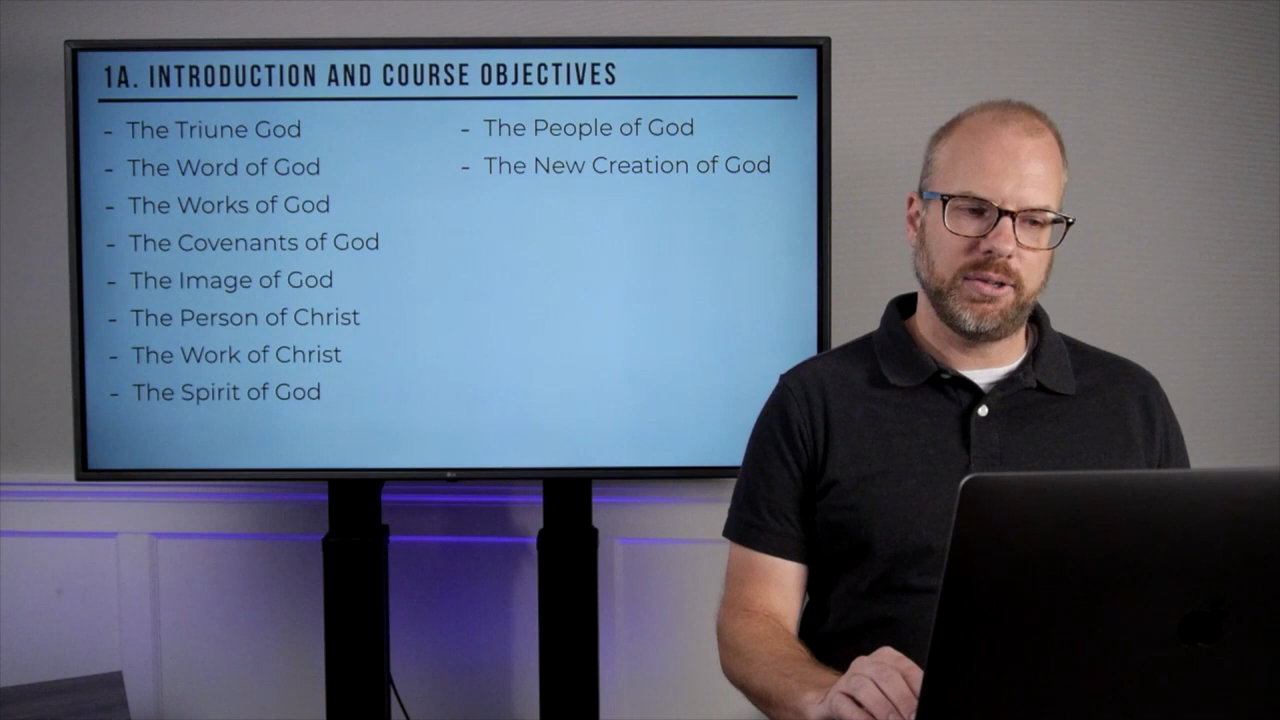 1A. INTRODUCTION AND COURSE OBJECTIVES
- The Triune God
- The Word of God
- The Works of God
- The Covenants of God
- The Image of God
- The Person of Christ
- The Work of Christ
- The Spirit of God
- The People of God
- The New Creation of God